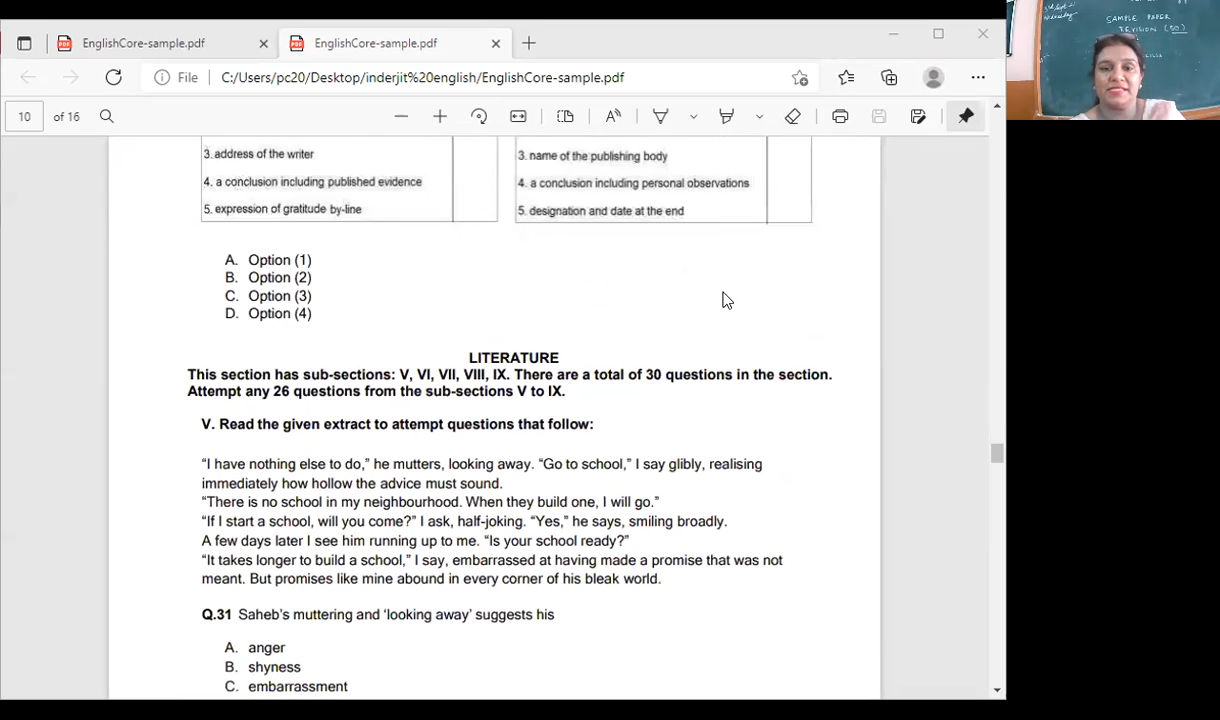 EnglishCore-sample.pdf
EnglishCore-sample.pdf
File C:/Users/pc20/Desktop/inderjit%20english/EnglishCore-sample.pdf
10 of 16
SAMPLE PAPER
REVISION (50)
Wednesday
3. address of the writer
4. a conclusion including published evidence
5. expression of gratitude by-line
3. name of the publishing body
4. a conclusion including personal observations
5. designation and date at the end
A. Option (1)
B. Option (2)
C. Option (3)
D. Option (4)
LITERATURE
This section has sub-sections: V, VI, VII, VIII, IX. There are a total of 30 questions in the section.
Attempt any 26 questions from the sub-sections V to IX.
V. Read the given extract to attempt questions that follow:
“I have nothing else to do,” he mutters, looking away. “Go to school,” I say glibly, realising
immediately how hollow the advice must sound.
“There is no school in my neighbourhood. When they build one, I will go.”
“If I start a school, will you come?” I ask, half-joking. “Yes,” he says, smiling broadly.
A few days later I see him running up to me. “Is your school ready?”
“It takes longer to build a school,” I say, embarrassed at having made a promise that was not
meant. But promises like mine abound in every corner of his bleak world.
Q.31 Saheb’s muttering and ‘looking away’ suggests his
A. anger
B. shyness
C. embarrassment